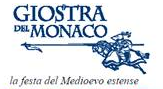 GIOSTRA
DEL MONACO
la festa del Medioevo estense